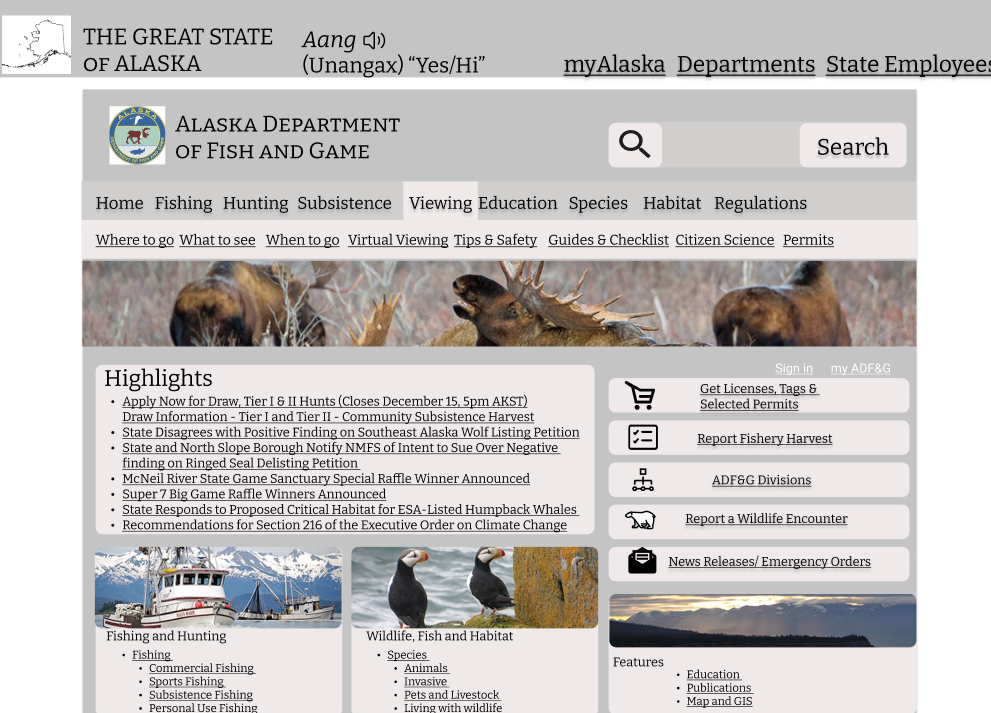 THE GREAT STATE
OF ALASKA
Aang
(Unangax) “Yes/Hi”
myAlaska Departments State Employees
ALASKA DEPARTMENT
OF FISH AND GAME
Search
Home Fishing Hunting Subsistence Viewing Education Species Habitat Regulations
Where to go What to see When to go Virtual Viewing Tips & Safety Guides & Checklist Citizen Science Permits
Sign in my ADF&G
Highlights
• Apply Now for Draw, Tier I & II Hunts (Closes December 15, 5pm AKST)
Draw Information - Tier I and Tier II - Community Subsistence Harvest
• State Disagrees with Positive Finding on Southeast Alaska Wolf Listing Petition
• State and North Slope Borough Notify NMFS of Intent to Sue Over Negative
finding on Ringed Seal Delisting Petition
• McNeil River State Game Sanctuary Special Raffle Winner Announced
• Super 7 Big Game Raffle Winners Announced
• State Responds to Proposed Critical Habitat for ESA-Listed Humpback Whales
• Recommendations for Section 216 of the Executive Order on Climate Change
Get Licenses, Tags &
Selected Permits
Report Fishery Harvest
ADF&G Divisions
Report a Wildlife Encounter
News Releases/ Emergency Orders
Fishing and Hunting
• Fishing
• Commercial Fishing
• Sports Fishing
• Subsistence Fishing
• Personal Use Fishing
Wildlife, Fish and Habitat
• Species
• Animals
• Invasive
• Pets and Livestock
• Living with wildlife
Features
• Education
• Publications
• Map and GIS